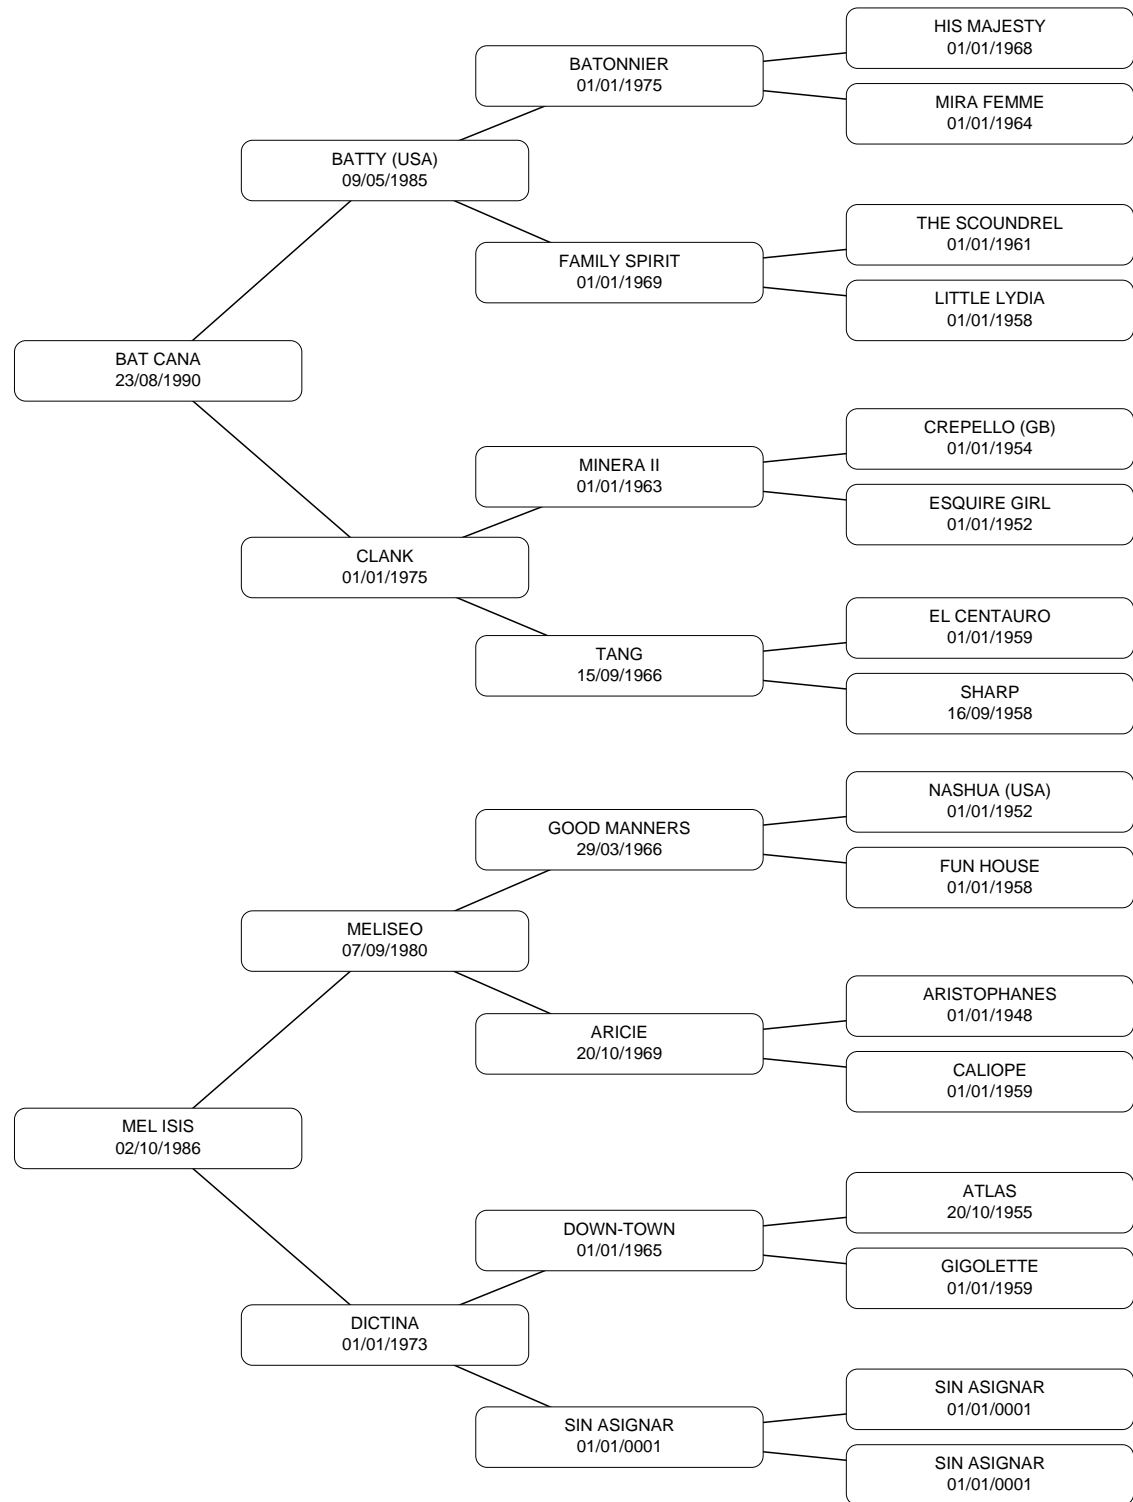 HIS MAJESTY
01/01/1968
BATONNIER
01/01/1975
MIRA FEMME
01/01/1964
BATTY (USA)
09/05/1985
THE SCOUNDREL
01/01/1961
FAMILY SPIRIT
01/01/1969
LITTLE LYDIA
01/01/1958
BAT CANA
23/08/1990
CREPELLO (GB)
01/01/1954
MINERA II
01/01/1963
ESQUIRE GIRL
01/01/1952
CLANK
01/01/1975
EL CENTAURO
01/01/1959
TANG
15/09/1966
SHARP
16/09/1958
NASHUA (USA)
01/01/1952
GOOD MANNERS
29/03/1966
FUN HOUSE
01/01/1958
MELISEO
07/09/1980
ARISTOPHANES
01/01/1948
ARICIE
20/10/1969
CALIOPE
01/01/1959
MEL ISIS
02/10/1986
ATLAS
20/10/1955
DOWN-TOWN
01/01/1965
GIGOLETTE
01/01/1959
DICTINA
01/01/1973
SIN ASIGNAR
01/01/0001
SIN ASIGNAR
01/01/0001
SIN ASIGNAR
01/01/0001